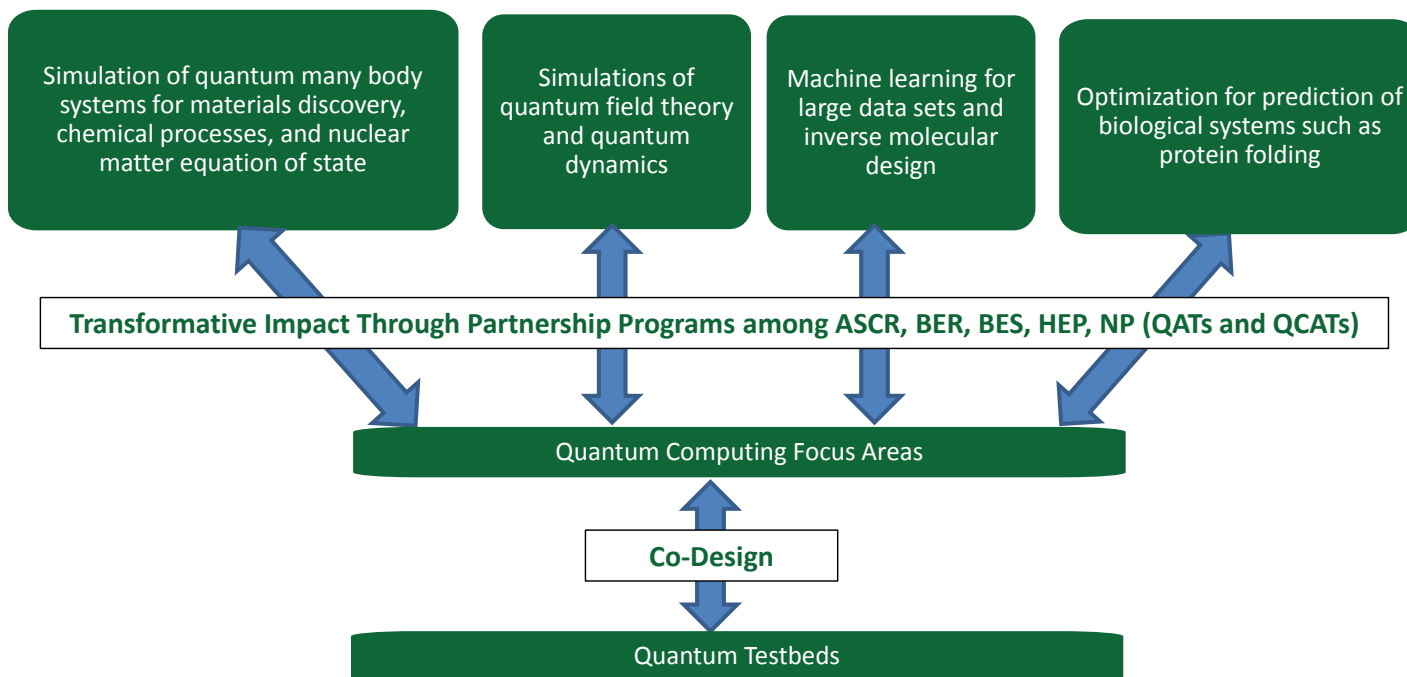 Simulation of quantum many body
systems for materials discovery,
chemical processes, and nuclear
matter equation of state
Simulations of
quantum field theory
and quantum
dynamics
Machine learning for
large data sets and
inverse molecular
design
Optimization for prediction of
biological systems such as
protein folding
Transformative Impact Through Partnership Programs among ASCR, BER, BES, HEP, NP (QATs and QCATs)
Quantum Computing Focus Areas
Co-Design
Quantum Testbeds